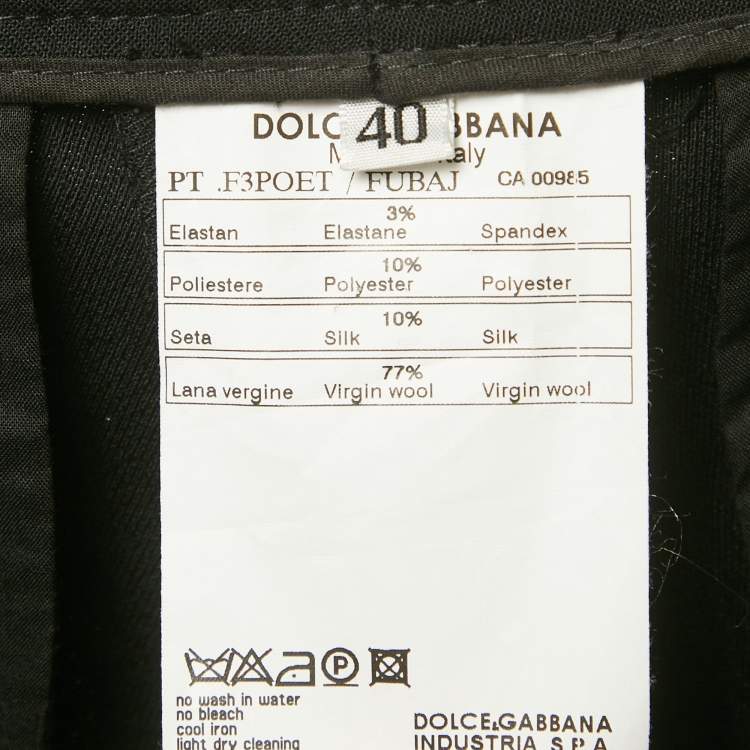 40
DOLC BBANA
M aly
PT .F3POET / FUBAJ CA 00985
3%
Elastan Elastane Spandex
10%
Poliestere Polyester Polyester
10%
Seta Silk Silk
77%
Lana vergine Virgin wool Virgin wool
P
no wash in water
no bleach
cool iron
light dry cleaning
DOLCE&GABBANA
INDUSTRIA S.P.A